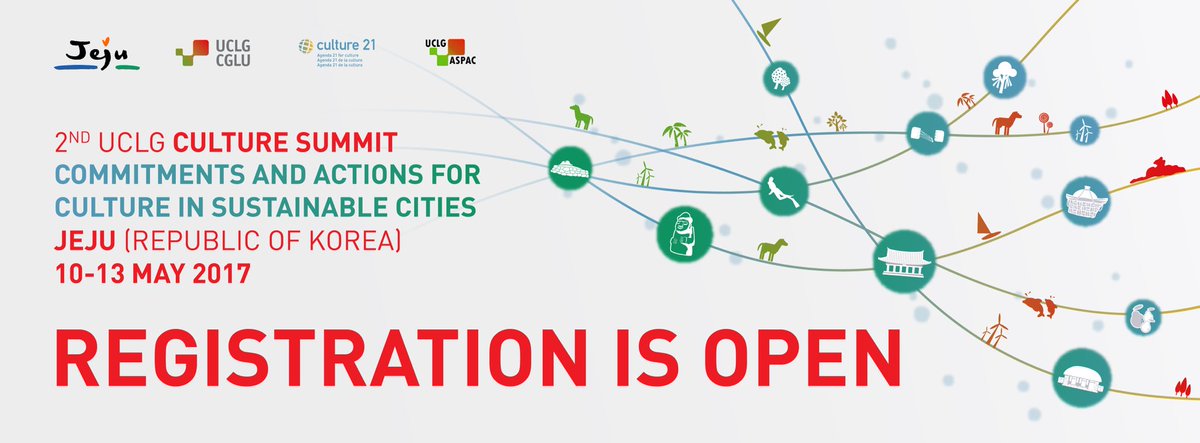 Jeju
UCLG
CGLU
culture 21
Agenda 21 for culture
Agenda 21 de la culture
Agenda 21 de la cultura
UCLG
ASPAC
2ND UCLG CULTURE SUMMIT
COMMITMENTS AND ACTIONS FOR
CULTURE IN SUSTAINABLE CITIES
JEJU (REPUBLIC OF KOREA)
10-13 MAY 2017
REGISTRATION IS OPEN